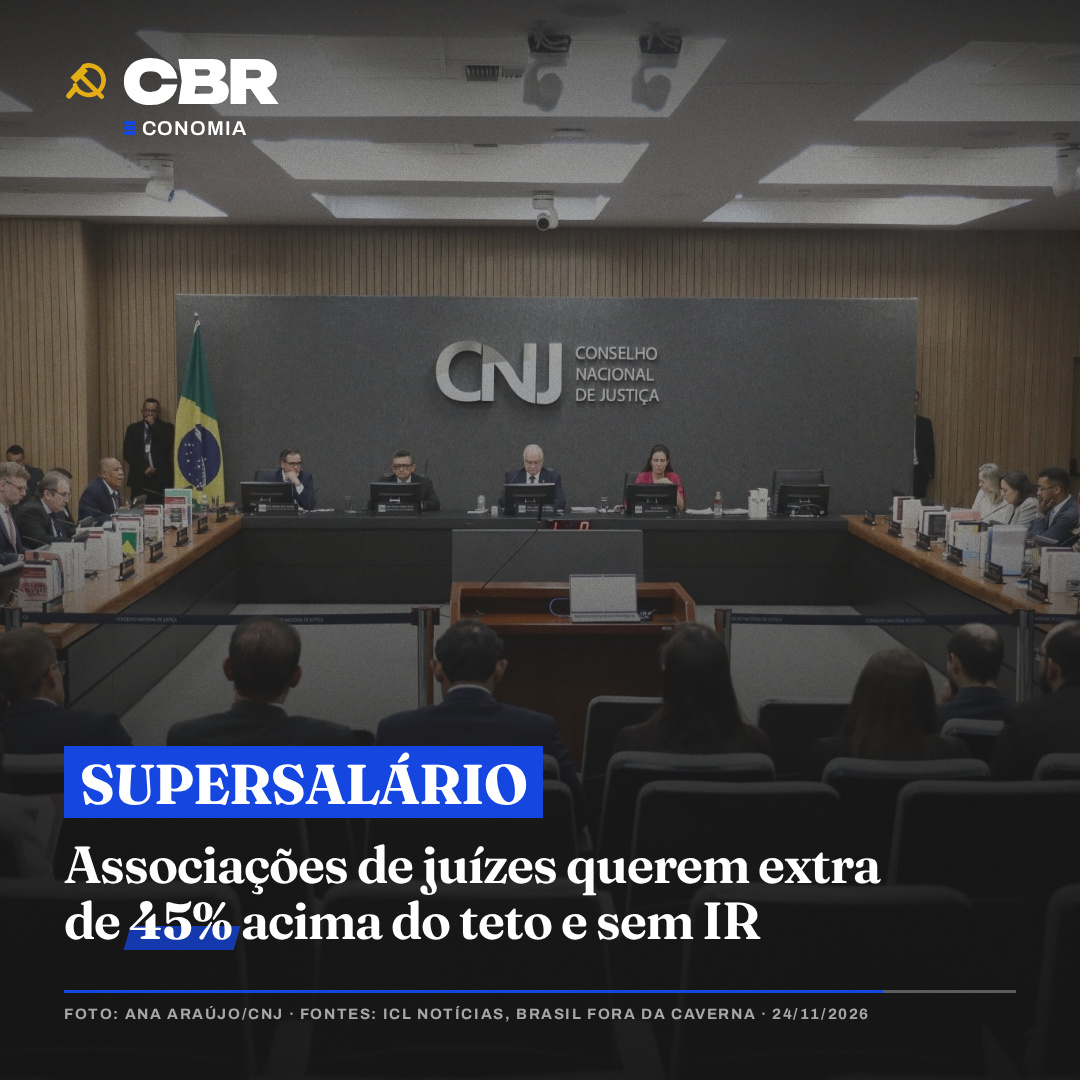 CBR
CONOMIA
CNJ
CONSELHO
NACIONAL
DE JUSTIÇA
SUPERSALÁRIO
Associações de juízes querem extra
de 45% acima do teto e sem IR
FOTO: ANA ARAÚJO/CNJ · FONTES: ICL NOTÍCIAS, BRASIL FORA DA CAVERNA · 24/11/2026